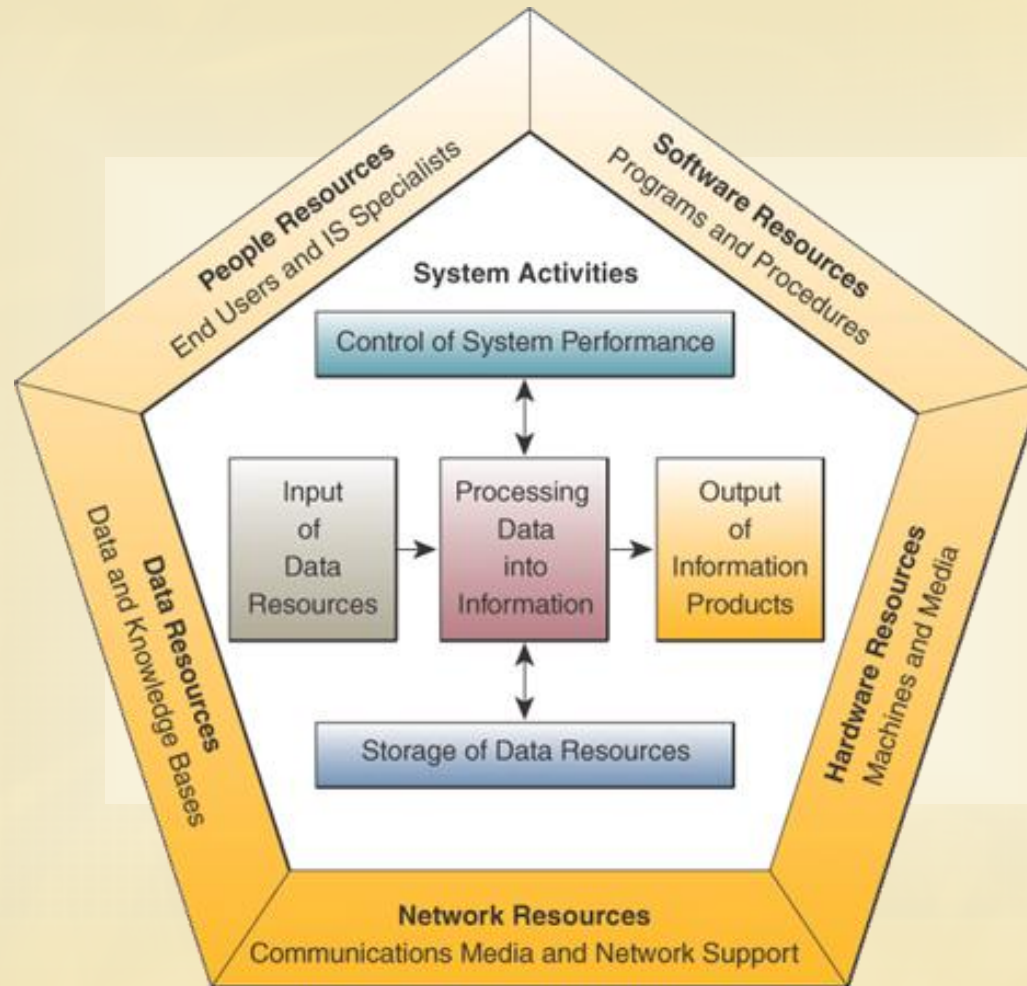 People Resources
End Users and IS Specialists
Software Resources
Programs and Procedures
System Activities
Control of System Performance
Input
of
Data
Resources
Processing
Data
into
Information
Output
of
Information
Products
Storage of Data Resources
Data Resources
Data and Knowledge Bases
Hardware Resources
Machines and Media
Network Resources
Communications Media and Network Support